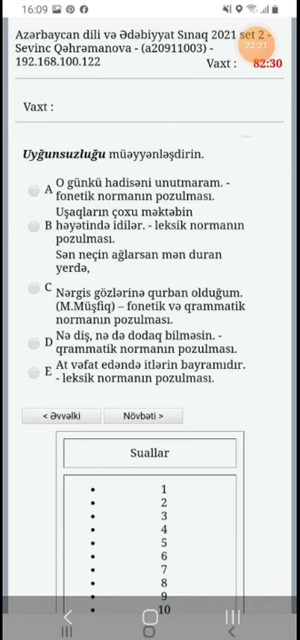 16:09
Azərbaycan dili və Ədəbiyyat Sınaq 2021 set 2 -
Sevinc Qəhrəmanova - (a20911003) -
192.168.100.122
Vaxt : 82:30
22:21
Vaxt :
Uyğunsuzluğu müəyyənləşdirin.
A O günkü hadisəni unutmaram. -
fonetik normanın pozulması.
Uşaqların çoxu məktəbin
B həyətində idilər. - leksik normanın
pozulması.
Sən neçin ağlarsan mən duran
yerdə,
C
Nərgis gözlərinə qurban olduğum.
(M.Müşfiq) – fonetik və qrammatik
normanın pozulması.
D Nə diş, nə də dodaq bilməsin. -
qrammatik normanın pozulması.
E At vəfat edəndə itlərin bayramıdır.
- leksik normanın pozulması.
< Əvvəlki
Növbəti >
Suallar
1
2
3
4
5
6
7
8
9
10